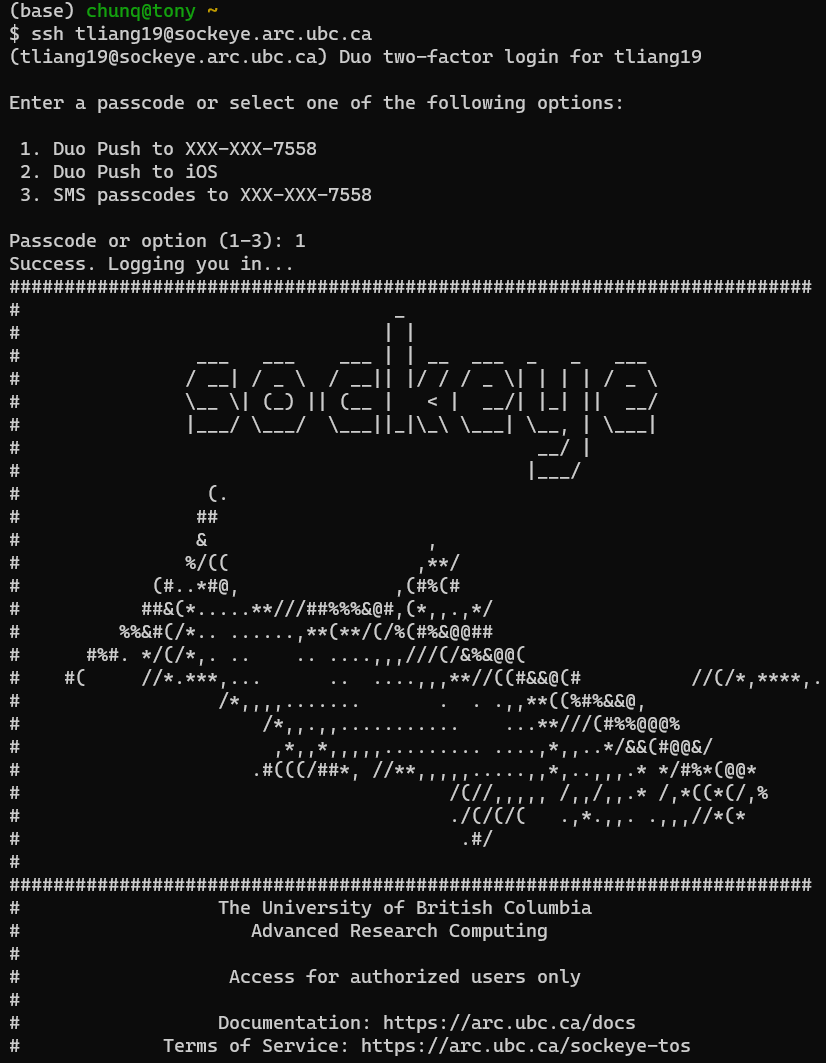 (base) chunq@tony ~
$ ssh tliang19@sockeye.arc.ubc.ca
(tliang19@sockeye.arc.ubc.ca) Duo two-factor login for tliang19

Enter a passcode or select one of the following options:

 1. Duo Push to XXX-XXX-7558
 2. Duo Push to iOS
 3. SMS passcodes to XXX-XXX-7558

Passcode or option (1-3): 1
Success. Logging you in...
#########################################################################
#                                  _
#                                 | |
#                ___   ___    ___ | | __  ___  _   _   ___
#               / __| / _ \  / __|| |/ / / _ \| | | | / _ \
#               \__ \| (_) || (__ |   < |  __/| |_| ||  __/
#               |___/ \___/  \___||_|\_\ \___| \__, | \___|
#                                               __/ |
#                                              |___/
#                 (.
#                ##
#                &                    ,
#               %/((                 ,**/
#            (#..*#@,              ,(#%(#
#           ##&(*.....**///##%%%&@#,(*,,.,*/
#         %%&#(/*.. ......,**(**/(/%(#%&@@##
#      #%#. */(/*,. ..    .. ....,,,///(/&%&@@(
#    #(     //*.***,...      ..  ....,,,**//((#&&@(#          //(/*,****,.
#                  /*,,,,.......       .  . .,,**((%#%&&@,
#                      /*,,.,,...........    ...**///(#%%@@@%
#                       ,*,,*,,,,,......... ....,*,,..*/&&(#@@&/
#                     .#(((/##*, //**,,,,,.....,,*,..,,,.* */#%*(@@*
#                                       /(//,,,,, /,,/,,.* /,*((*(/,%
#                                       ./(/(/(   .,*.,,. .,,,//*(*
#                                        .#/
#
#########################################################################
#                  The University of British Columbia
#                     Advanced Research Computing
#
#                   Access for authorized users only
#
#                  Documentation: https://arc.ubc.ca/docs
#             Terms of Service: https://arc.ubc.ca/sockeye-tos